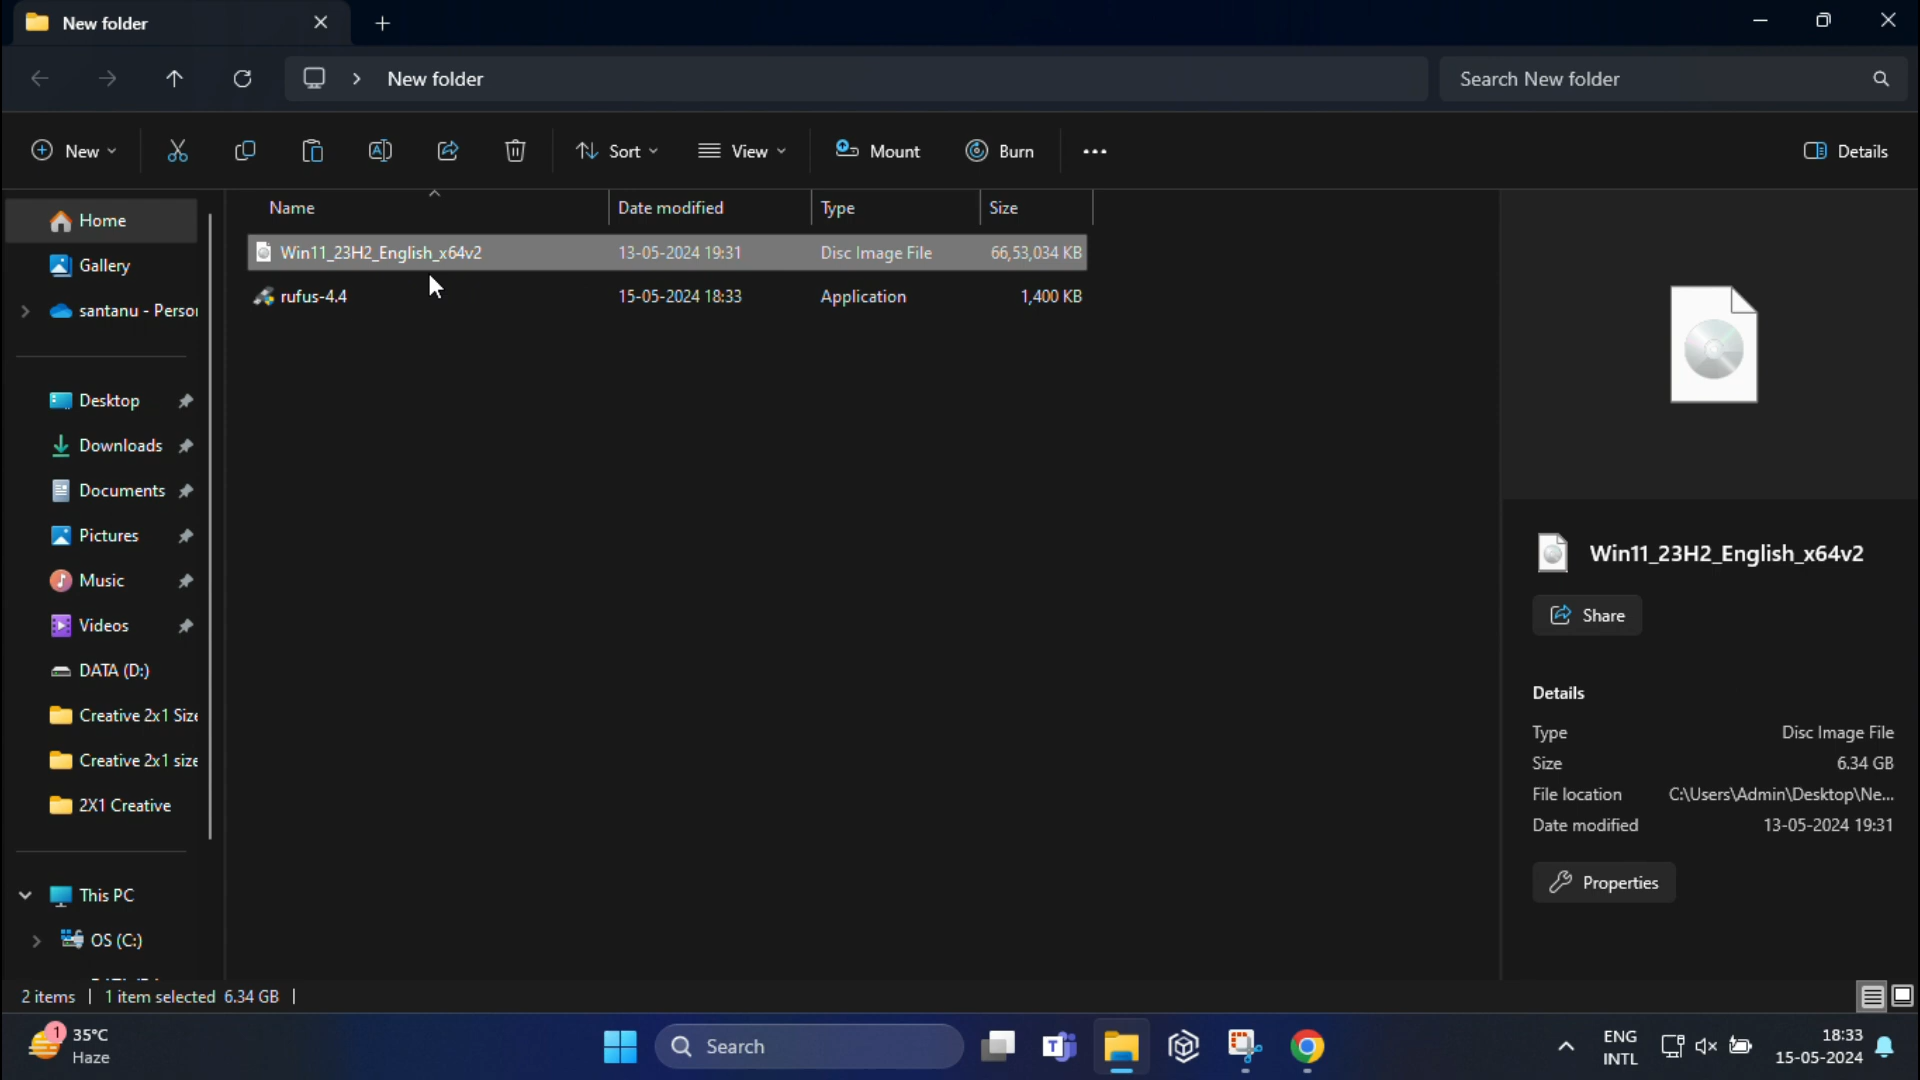 New folder
New folder
Search New folder
New
Sort
View
Mount
Burn
Details
Home
Gallery
santanu - Persor
Desktop
Downloads
Documents
Pictures
Music
Videos
DATA (D:)
Creative 2x1 Size
Creative 2x1 size
2X1 Creative
This PC
OS (C:)
Name Date modified Type Size
Win11_23H2_English_x64v2 13-05-2024 19:31 Disc Image File 66,53,034 KB
rufus-4.4 15-05-2024 18:33 Application 1,400 KB
Win11_23H2_English_x64v2
Share
Details
Type Disc Image File
Size 6.34 GB
File location C:\Users\Admin\Desktop\Ne...
Date modified 13-05-2024 19:31
Properties
2 items 1 item selected 6.34 GB
1
35°C
Haze
Search
ENG
INTL
18:33
15-05-2024